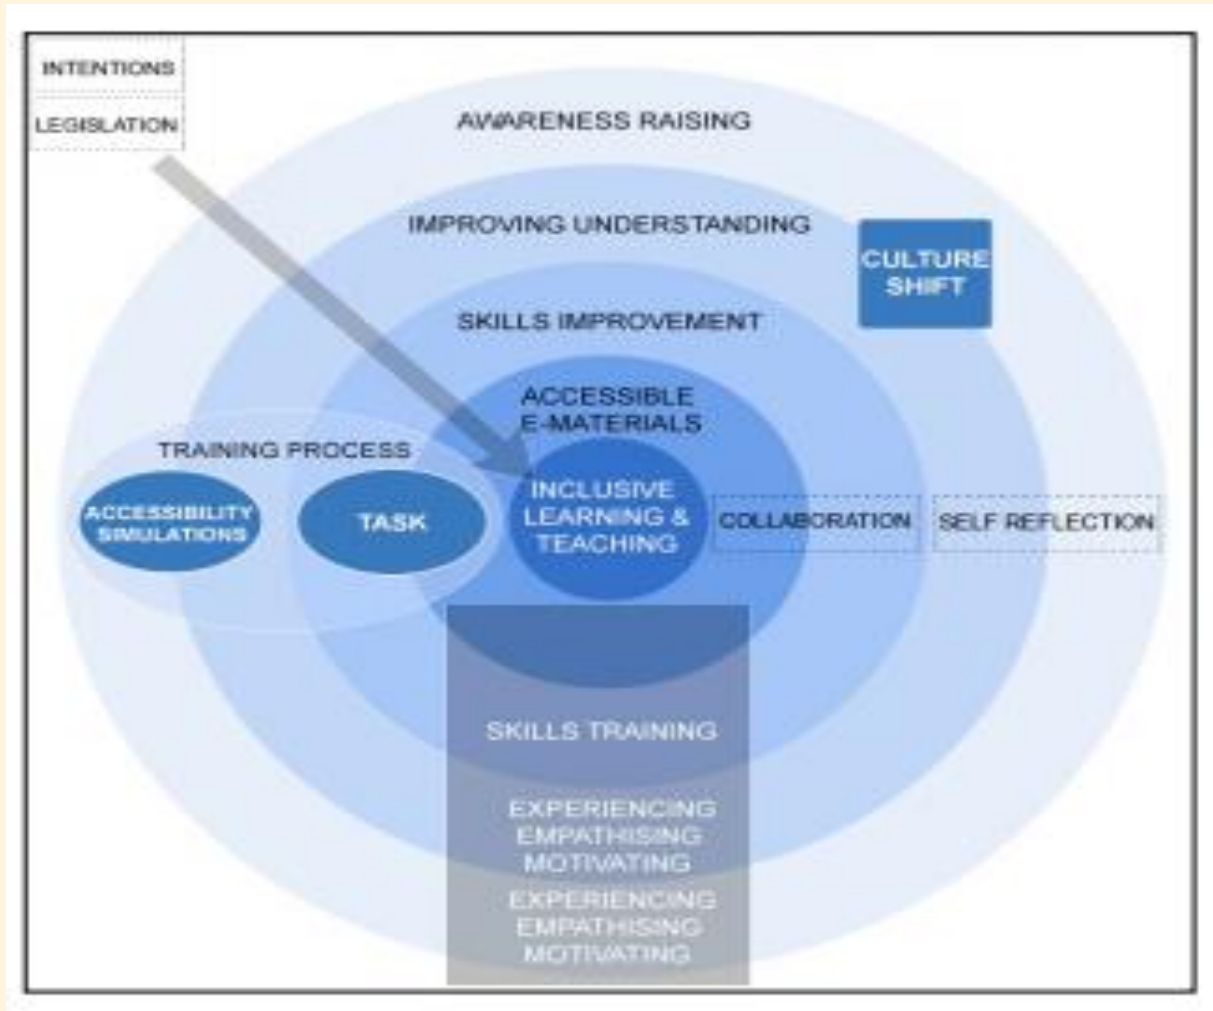 INTENTIONS
LEGISLATION
AWARENESS RAISING
IMPROVING UNDERSTANDING
CULTURE
SHIFT
SKILLS IMPROVEMENT
ACCESSIBLE
E-MATERIALS
TRAINING PROCESS
ACCESSIBILITY
SIMULATIONS
TASK
INCLUSIVE
LEARNING &
TEACHING
COLLABORATION
SELF REFLECTION
SKILLS TRAINING
EXPERIENCING
EMPATHISING
MOTIVATING
EXPERIENCING
EMPATHISING
MOTIVATING